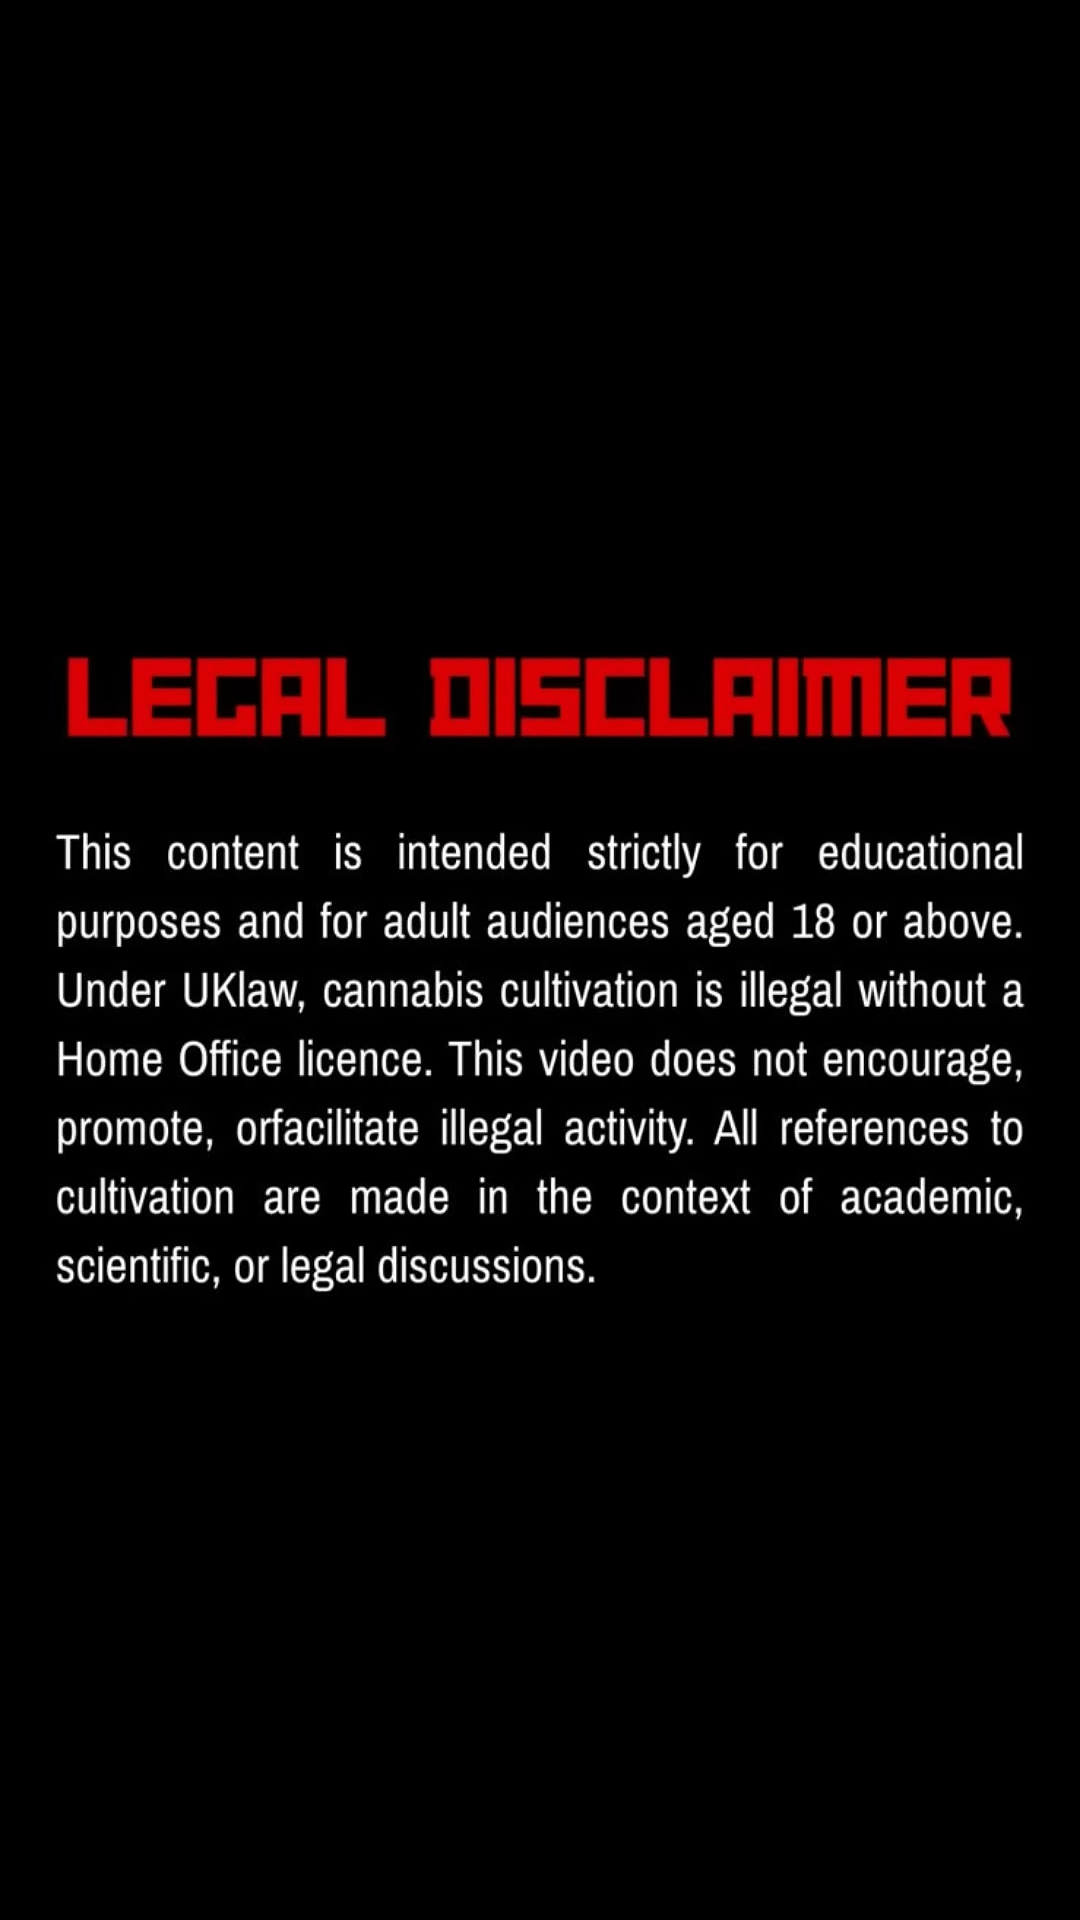 LEGAL DISCLAIMER
This content is intended strictly for educational
purposes and for adult audiences aged 18 or above.
Under UKlaw, cannabis cultivation is illegal without a
Home Office licence. This video does not encourage,
promote, orfacilitate illegal activity. All references to
cultivation are made in the context of academic,
scientific, or legal discussions.